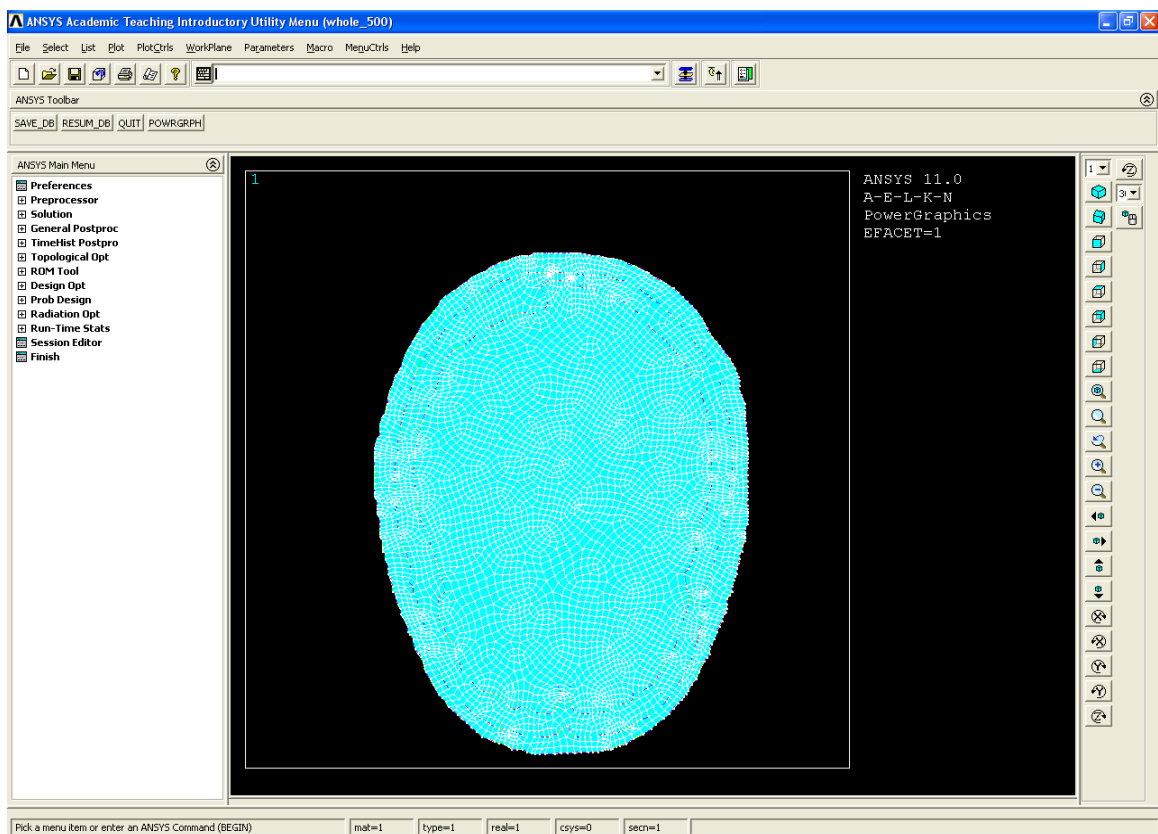 ANSYS Academic Teaching Introductory Utility Menu (whole_500)
File Select List Plot PlotCtrls WorkPlane Parameters Macro MenuCtrls Help
ANSYS Toolbar
SAVE_DB RESUM_DB QUIT POWRGRPH
ANSYS Main Menu
Preferences
Preprocessor
Solution
General Postproc
TimeHist Postpro
Topological Opt
ROM Tool
Design Opt
Prob Design
Radiation Opt
Run-Time Stats
Session Editor
Finish
1
ANSYS 11.0
A-E-L-K-N
PowerGraphics
EFACET=1
1
Pick a menu item or enter an ANSYS Command (BEGIN) mat=1 type=1 real=1 csys=0 secn=1